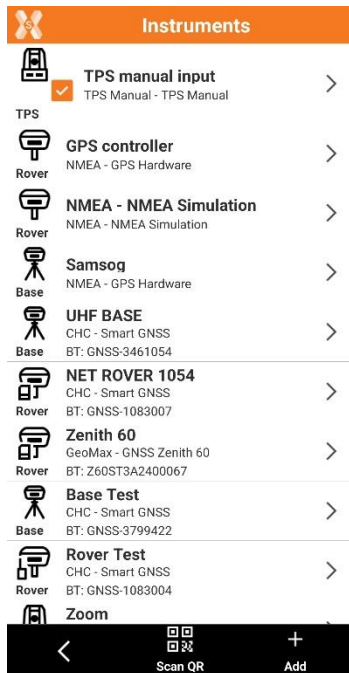 Instruments
TPS manual input
TPS Manual - TPS Manual
TPS
GPS controller
NMEA - GPS Hardware
Rover
NMEA - NMEA Simulation
NMEA - NMEA Simulation
Rover
Samsog
NMEA - GPS Hardware
Base
UHF BASE
CHC - Smart GNSS
Base BT: GNSS-3461054
NET ROVER 1054
CHC - Smart GNSS
Rover BT: GNSS-1083007
Zenith 60
GeoMax - GNSS Zenith 60
Rover BT: Z60ST3A2400067
Base Test
CHC - Smart GNSS
Base BT: GNSS-3799422
Rover Test
CHC - Smart GNSS
Rover BT: GNSS-1083004
Zoom
Scan QR Add